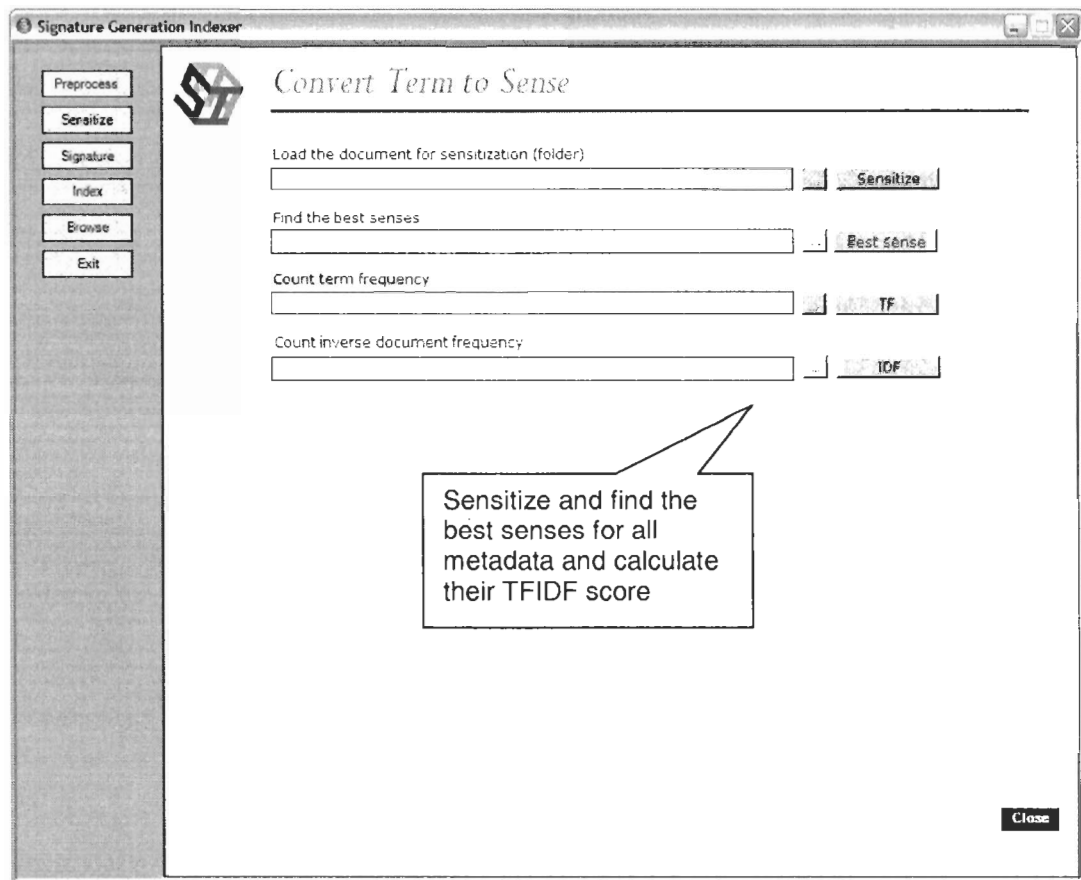 Signature Generation Indexer
Preprocess
Sensitize
Signature
Index
Browse
Exit
Convert Term to Sense
Load the document for sensitization (folder)
... Sensitize
Find the best senses
... Best sense
Count term frequency
... TF
Count inverse document frequency
... IDF
Sensitize and find the
best senses for all
metadada and calculate
their TFIDF score
Close